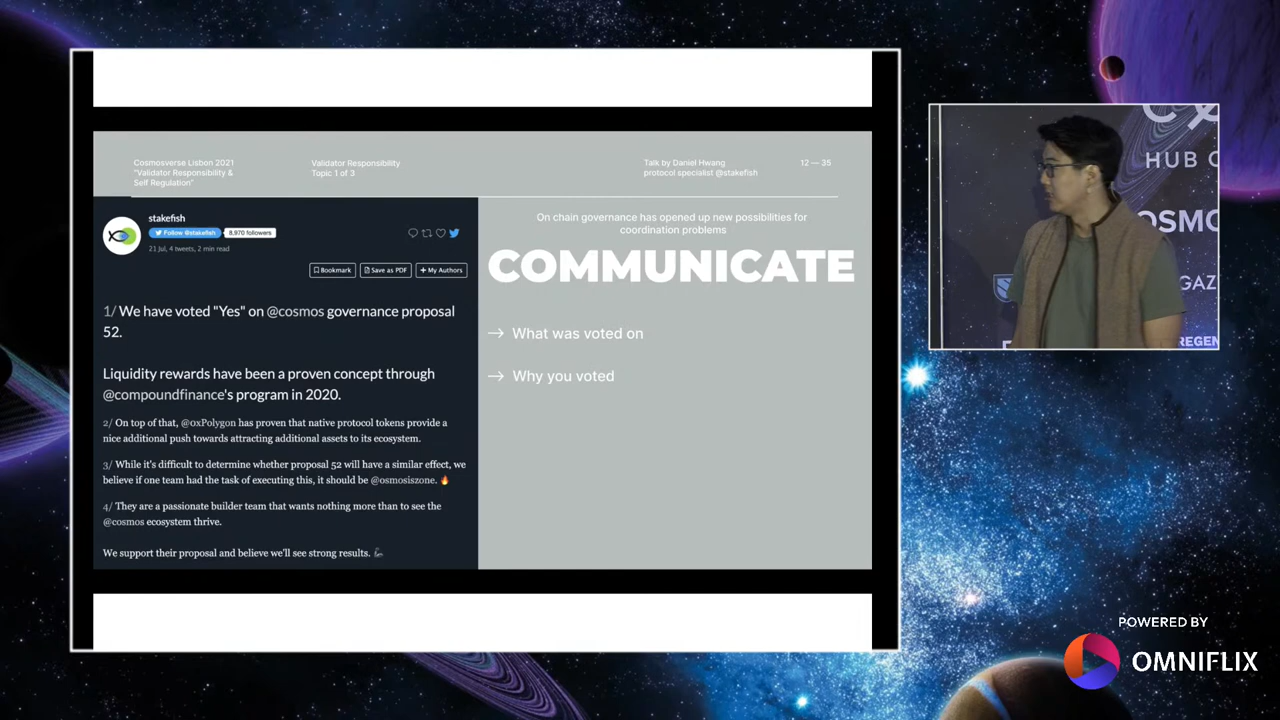 Cosmosverse Lisbon 2021
"Validator Responsibility &
Self Regulation"
Validator Responsibility
Topic 1 of 3
Talk by Daniel Hwang
protocol specialist @stakefish
12 — 35
stakefish
Follow @stakefish 8,970 followers
21 Jul, 4 tweets, 2 min read
Bookmark Save as PDF + My Authors
1/ We have voted "Yes" on @cosmos governance proposal
52.
Liquidity rewards have been a proven concept through
@compoundfinance's program in 2020.
2/ On top of that, @0xPolygon has proven that native protocol tokens provide a
nice additional push towards attracting additional assets to its ecosystem.
3/ While it's difficult to determine whether proposal 52 will have a similar effect, we
believe if one team had the task of executing this, it should be @osmosiszone. 🔥
4/ They are a passionate builder team that wants nothing more than to see the
@cosmos ecosystem thrive.
We support their proposal and believe we'll see strong results. 🦾
On chain governance has opened up new possibilities for
coordination problems
COMMUNICATE
→ What was voted on
→ Why you voted
HUB
OSMO
GAZ
REGEN
POWERED BY
OMNIFLIX